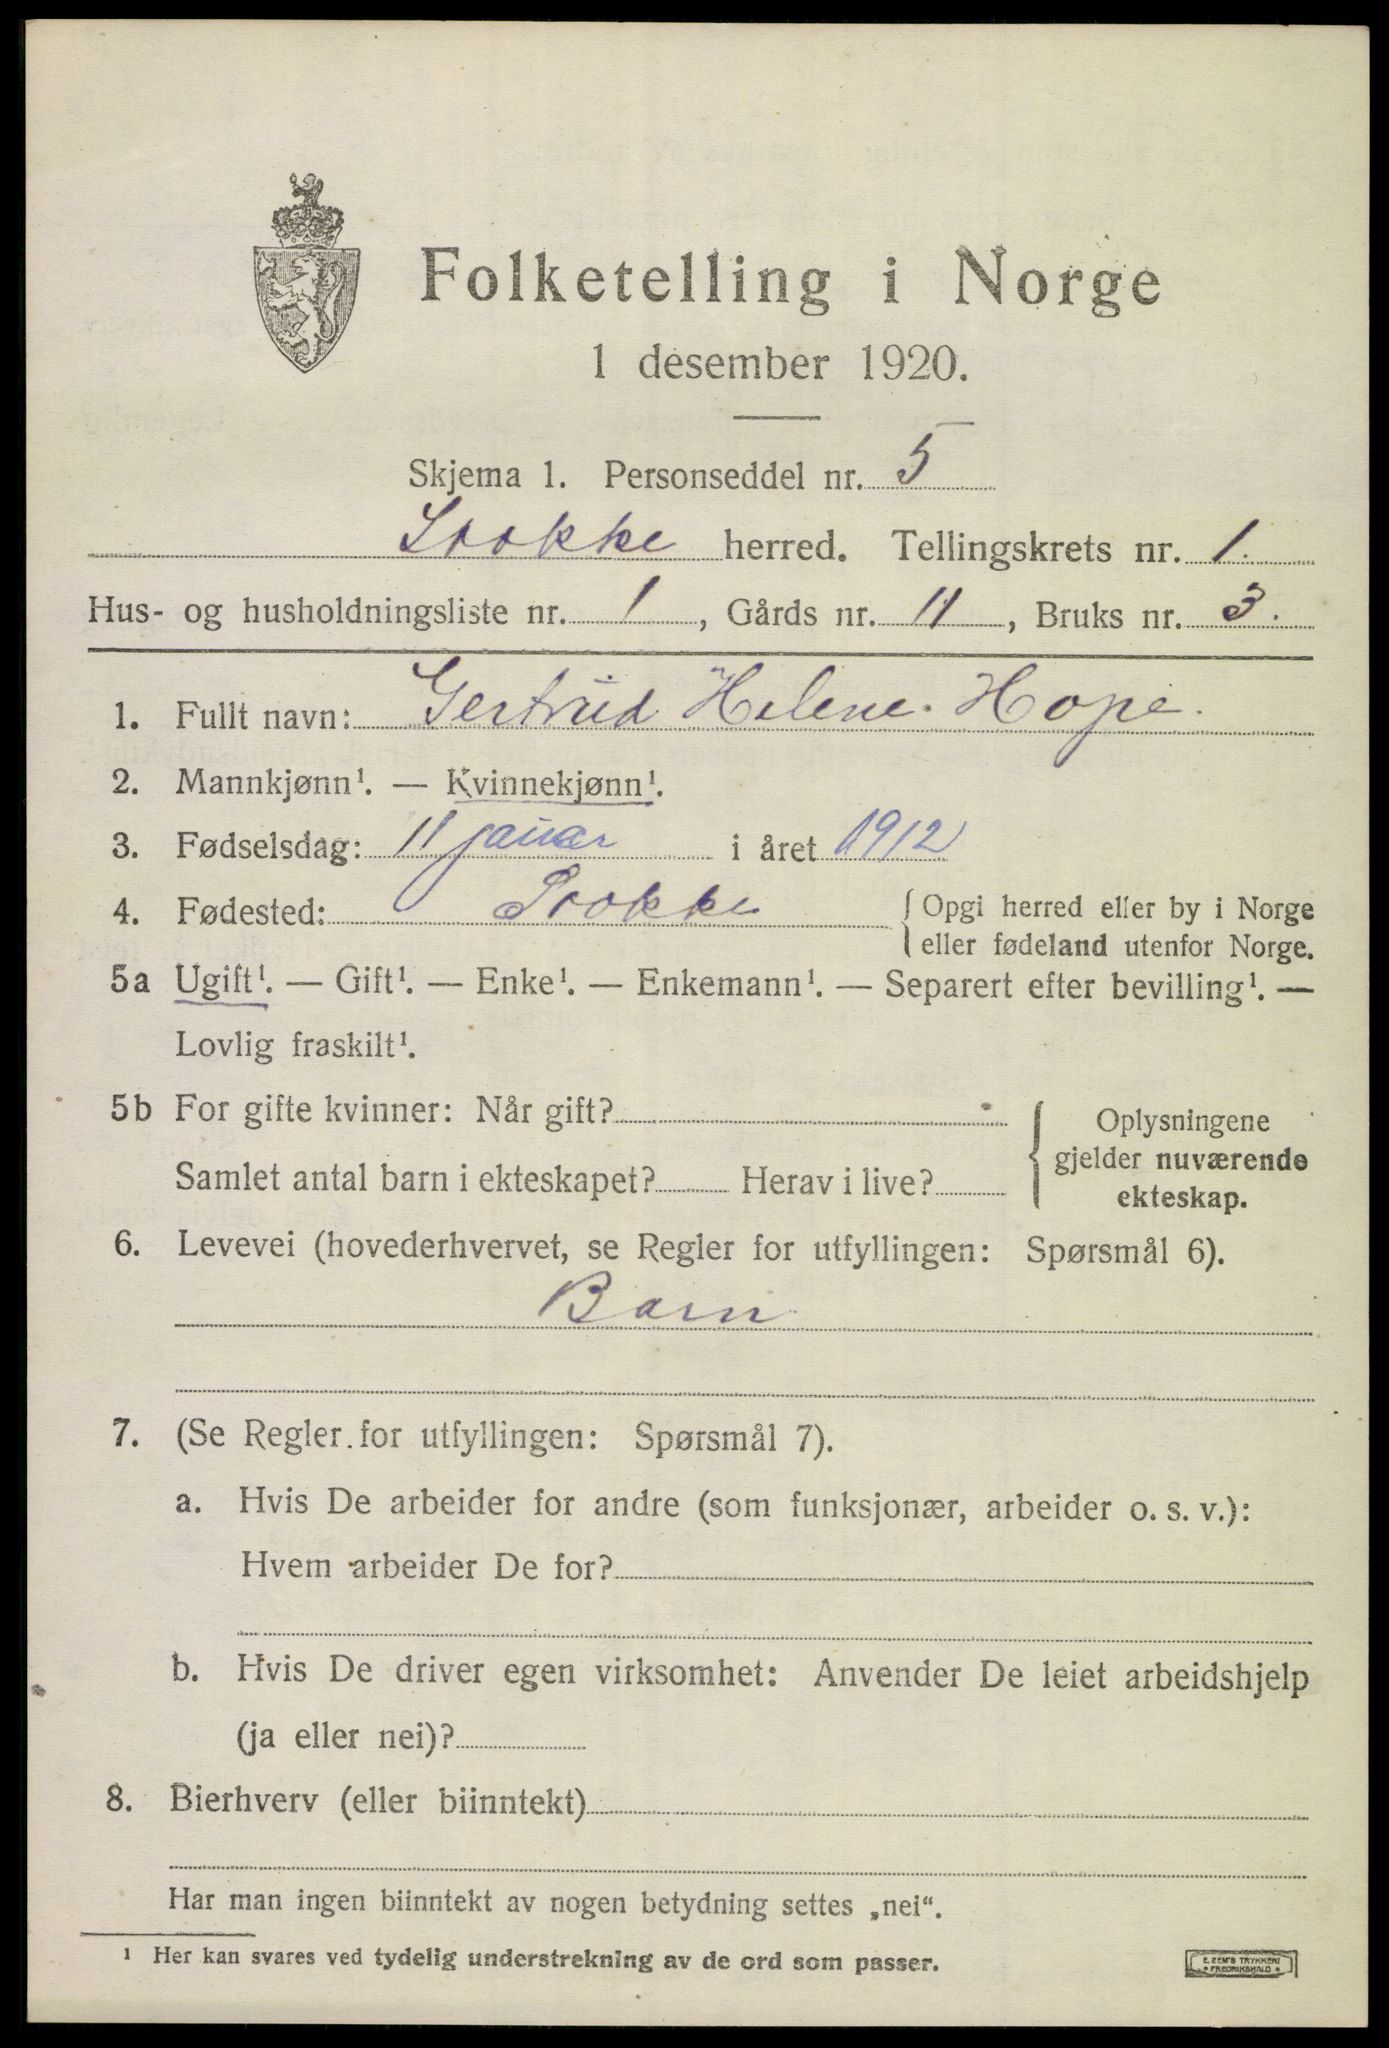 Folketelling i Norge
1 desember 1920.
Skjema 1. Personseddel nr. 5
herred. Tellingskrets nr. 1.
Hus- og husholdningsliste nr. 1, Gårds nr. 11, Bruks nr. 3.
1. Fullt navn: Gertrud Helene Hope.
2. Mannkjønn¹. — Kvinnekjønn¹.
3. Fødselsdag: 11 januar i året 1912
4. Fødested: { Opgi herred eller by i Norge
eller fødeland utenfor Norge.
5a Ugift¹. — Gift¹. — Enke¹. — Enkemann¹. — Separert efter bevilling¹. —
Lovlig fraskilt¹.
5b For gifte kvinner: Når gift?
Samlet antal barn i ekteskapet? Herav i live?
{ Oplysningene
gjelder nuværende
ekteskap.
6. Levevei (hovederhvervet, se Regler for utfyllingen: Spørsmål 6).
Barn
7. (Se Regler for utfyllingen: Spørsmål 7).
a. Hvis De arbeider for andre (som funksjonær, arbeider o. s. v.):
Hvem arbeider De for?
b. Hvis De driver egen virksomhet: Anvender De leiet arbeidshjelp
(ja eller nei)?
8. Bierhverv (eller biinntekt)
Har man ingen biinntekt av nogen betydning settes „nei“.
¹ Her kan svares ved tydelig understrekning av de ord som passer.
E. SEM'S TRYKKERI
• FREDRIKSHALD •